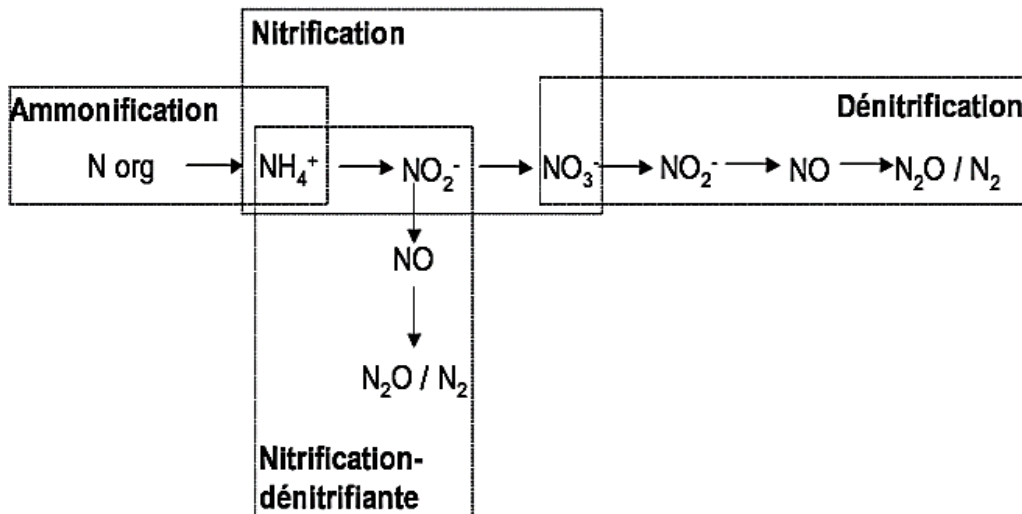 Nitrification
Ammonification
Dénitrification
N org → NH₄⁺ → NO₂⁻ → NO₃⁻ → NO₂⁻ → NO → N₂O / N₂
NO
N₂O / N₂
Nitrification-
dénitrifiante